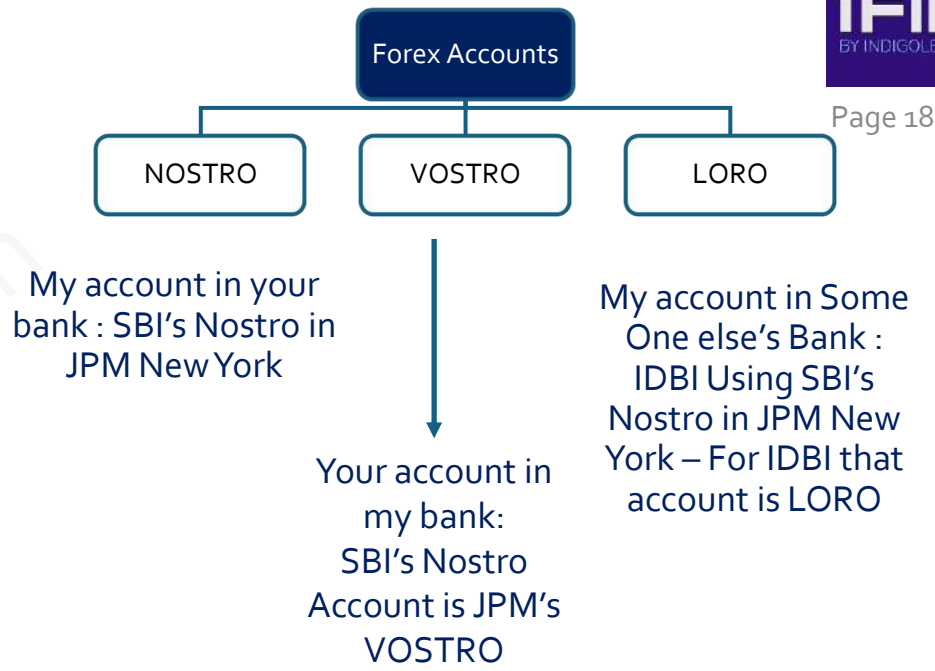 BY INDIGOLE
Page 18
Forex Accounts
NOSTRO
VOSTRO
LORO
My account in your
bank : SBI's Nostro in
JPM New York
Your account in
my bank:
SBI's Nostro
Account is JPM's
VOSTRO
My account in Some
One else's Bank :
IDBI Using SBI's
Nostro in JPM New
York – For IDBI that
account is LORO